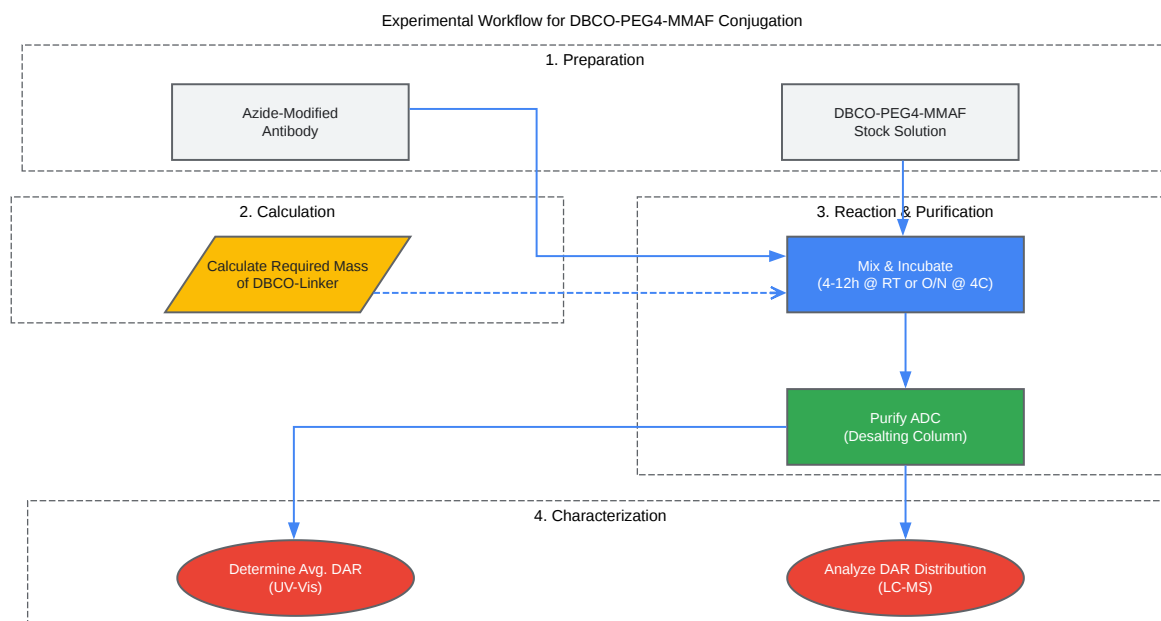 Experimental Workflow for DBCO-PEG4-MMAF Conjugation
1. Preparation
Azide-Modified
Antibody
DBCO-PEG4-MMAF
Stock Solution
2. Calculation
Calculate Required Mass
of DBCO-Linker
3. Reaction & Purification
Mix & Incubate
(4-12h @ RT or O/N @ 4C)
Purify ADC
(Desalting Column)
4. Characterization
Determine Avg. DAR
(UV-Vis)
Analyze DAR Distribution
(LC-MS)